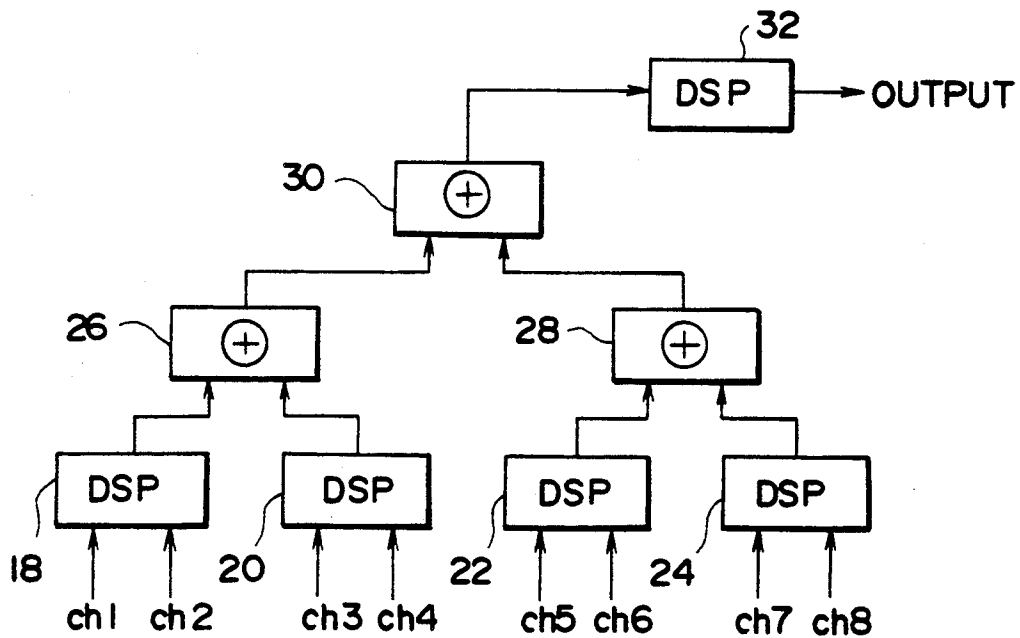 32
DSP
OUTPUT
30
+
26
+
28
+
DSP
DSP
DSP
DSP
18
20
22
24
ch1
ch2
ch3
ch4
ch5
ch6
ch7
ch8